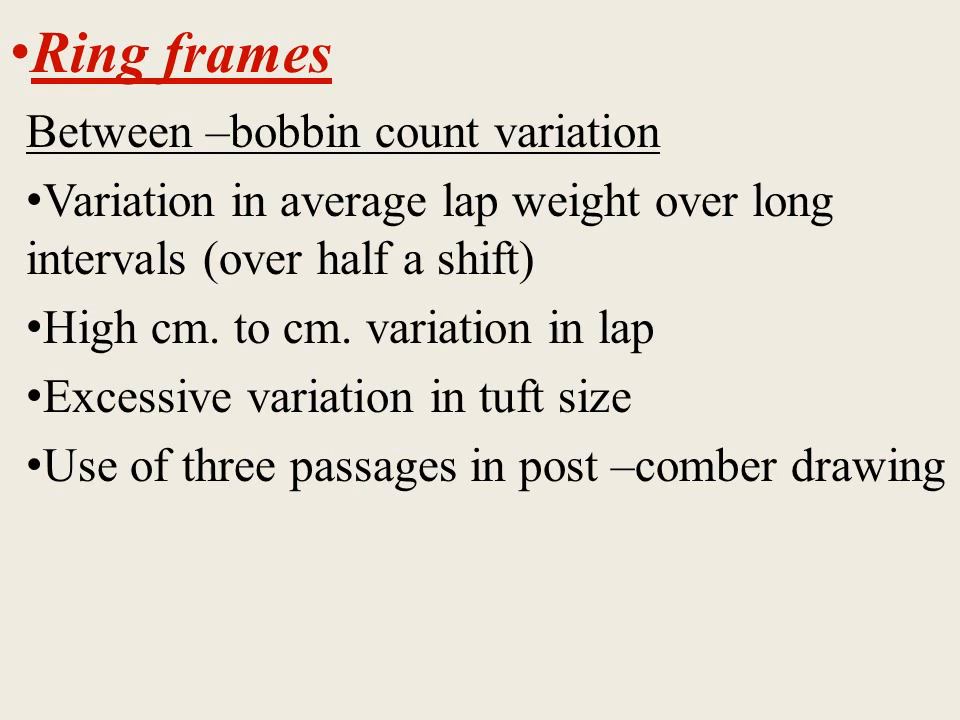 •Ring frames
Between –bobbin count variation
•Variation in average lap weight over long
intervals (over half a shift)
•High cm. to cm. variation in lap
•Excessive variation in tuft size
•Use of three passages in post –comber drawing